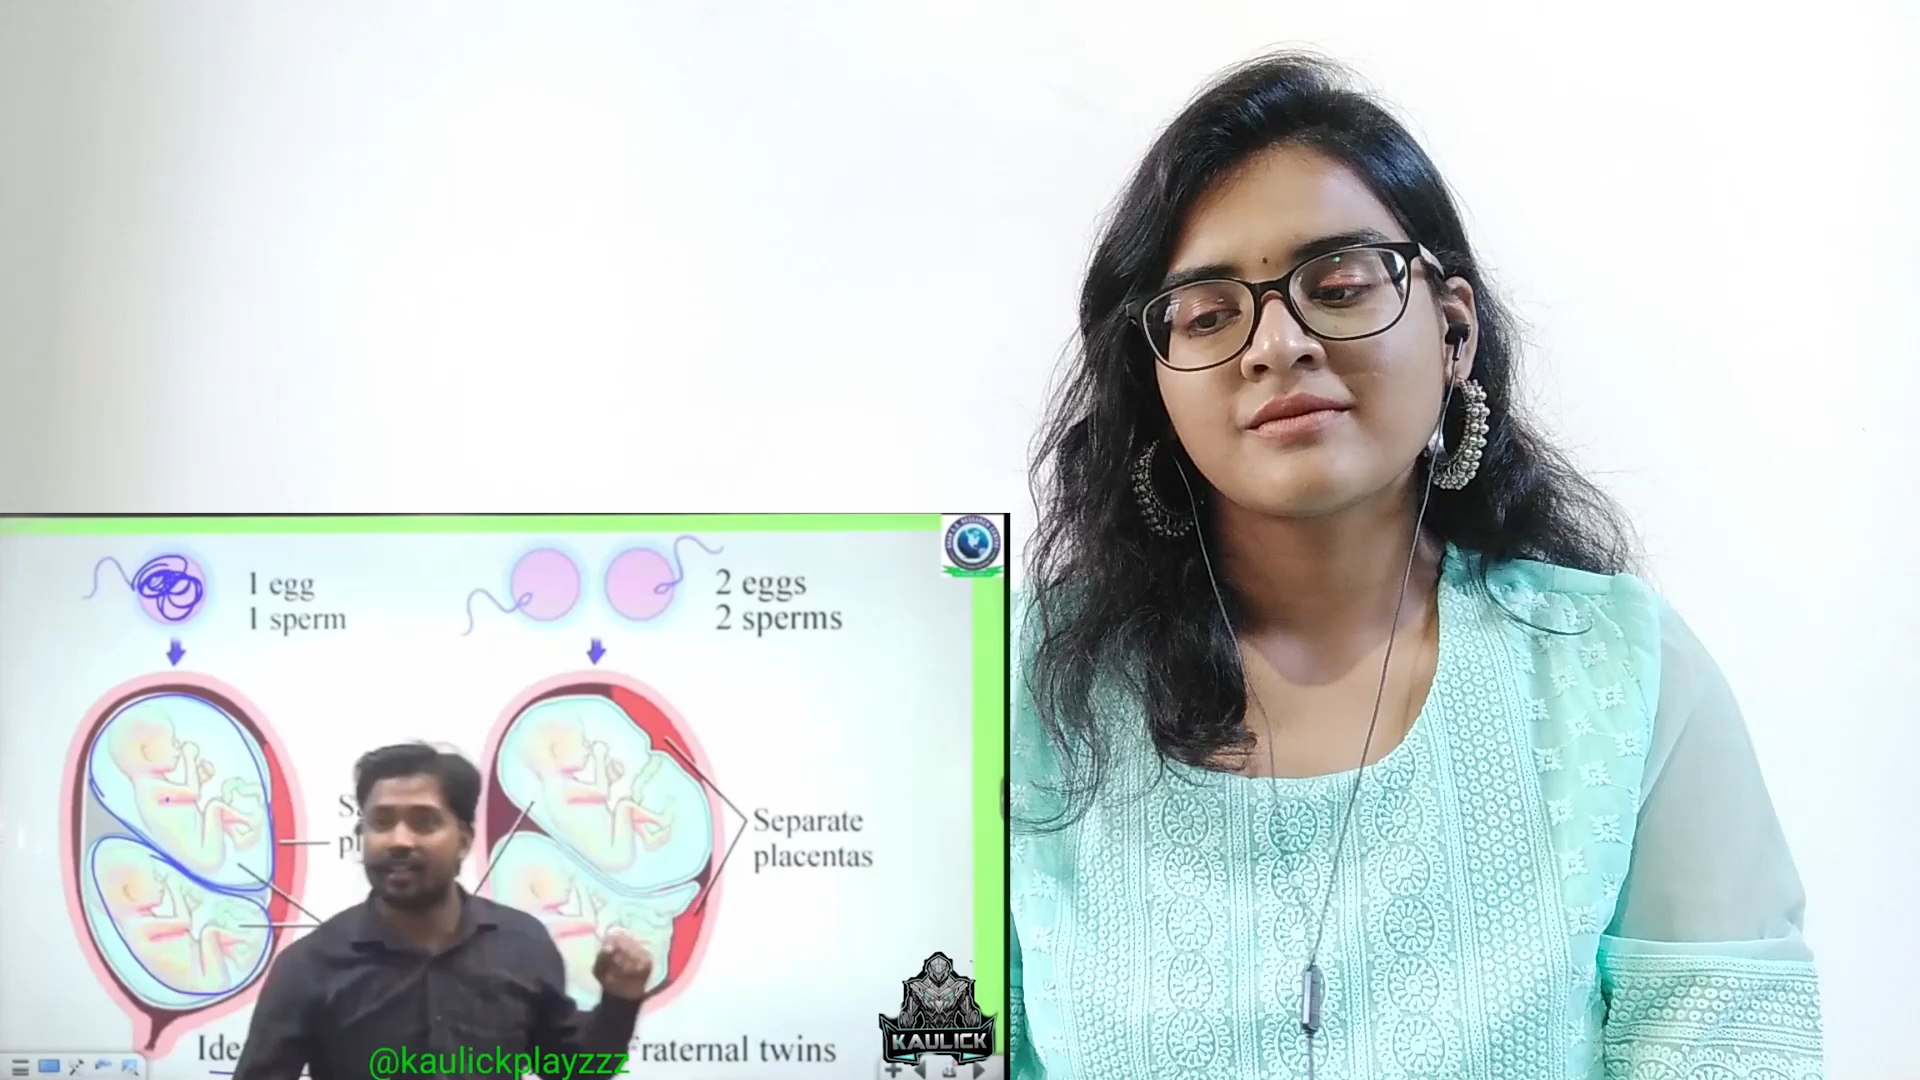 1 egg
1 sperm
2 eggs
2 sperms
Separate
placentas
raternal twins
@kaulickplayzzz
KAULICK